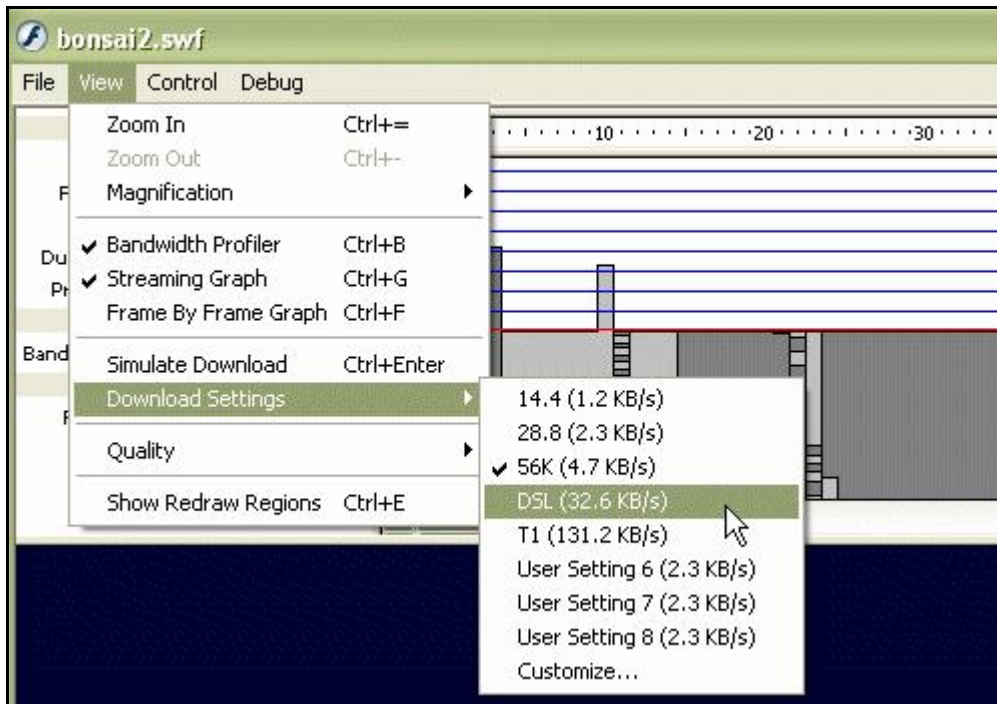 bonsai2.swf
File View Control Debug
Zoom In Ctrl+=
Zoom Out Ctrl+-
Magnification
Bandwidth Profiler Ctrl+B
Streaming Graph Ctrl+G
Frame By Frame Graph Ctrl+F
Simulate Download Ctrl+Enter
Download Settings
Quality
Show Redraw Regions Ctrl+E
10 20 30
Du
Pr
Band
14.4 (1.2 KB/s)
28.8 (2.3 KB/s)
56K (4.7 KB/s)
DSL (32.6 KB/s)
T1 (131.2 KB/s)
User Setting 6 (2.3 KB/s)
User Setting 7 (2.3 KB/s)
User Setting 8 (2.3 KB/s)
Customize...